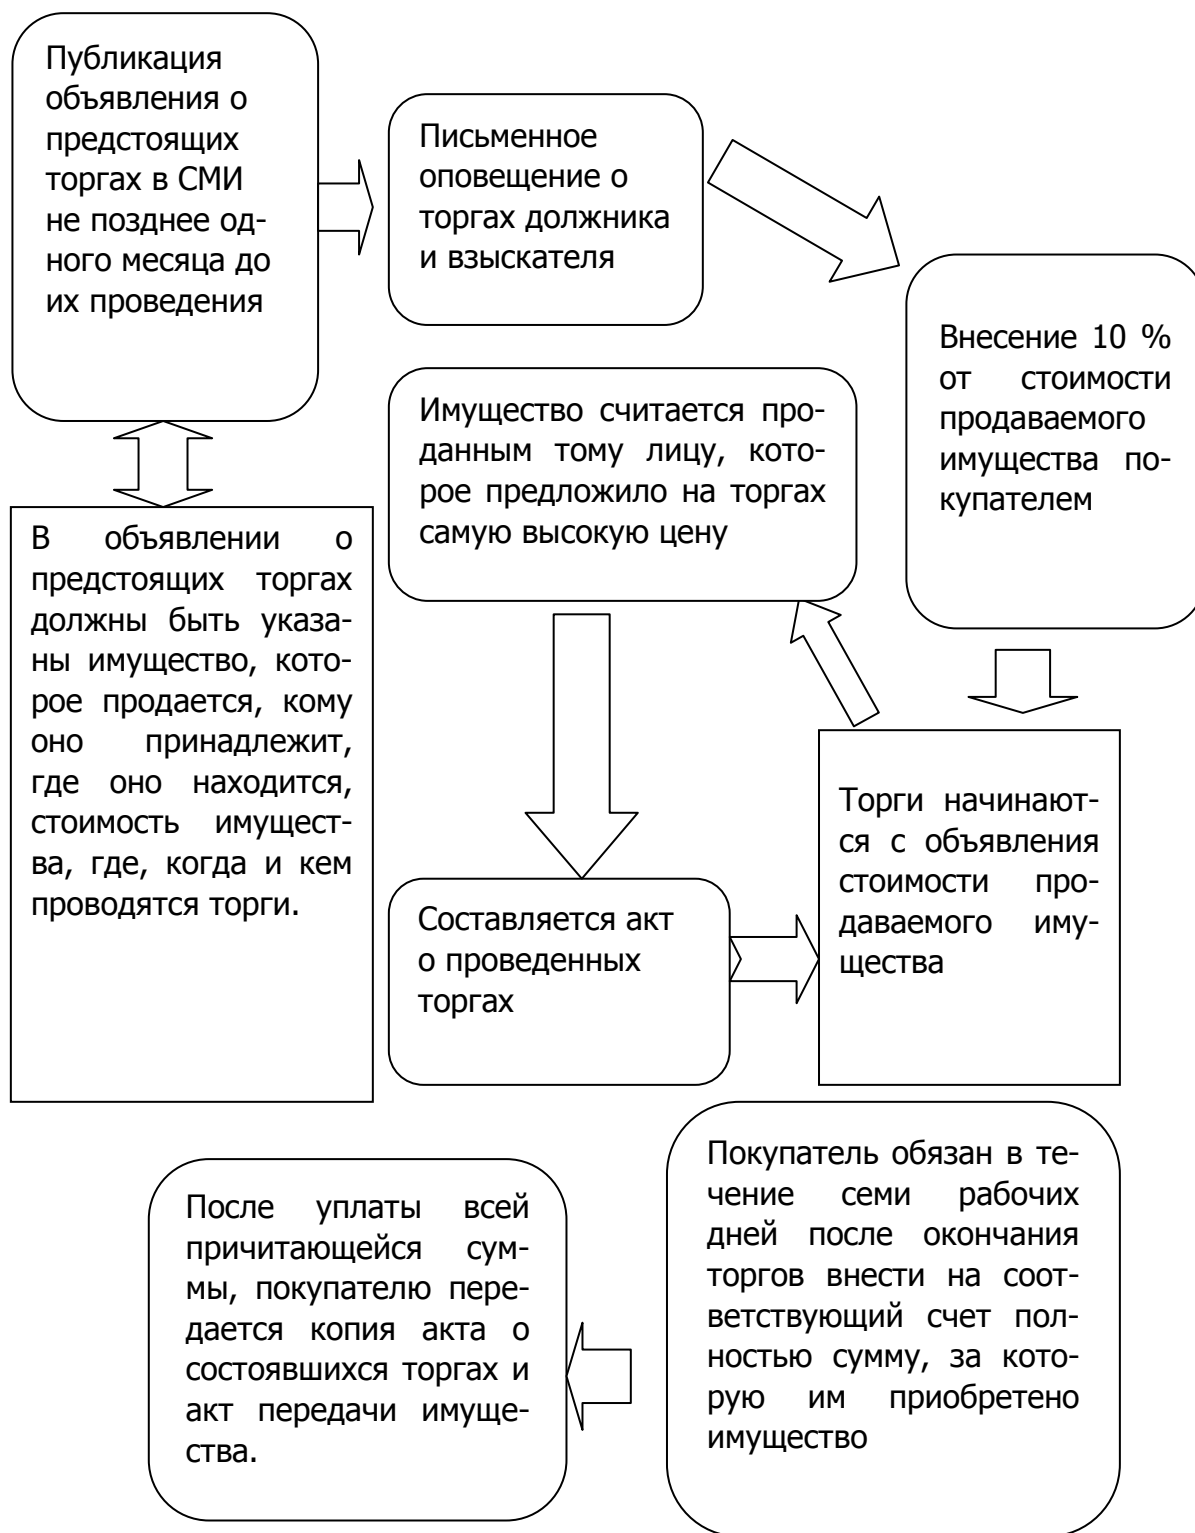 Публикация
объявления о
предстоящих
торгах в СМИ
не позднее од-
ного месяца до
их проведения
Письменное
оповещение о
торгах должника
и взыскателя
Внесение 10 %
от стоимости
продаваемого
имущества по-
купателем
Имущество считается про-
данным тому лицу, кото-
рое предложило на торгах
самую высокую цену
В объявлении о
предстоящих торгах
должны быть указа-
ны имущество, кото-
рое продается, кому
оно принадлежит,
где оно находится,
стоимость имущест-
ва, где, когда и кем
проводятся торги.
Торги начинают-
ся с объявления
стоимости про-
даваемого иму-
щества
Составляется акт
о проведенных
торгах
Покупатель обязан в те-
чение семи рабочих
дней после окончания
торгов внести на соот-
ветствующий счет пол-
ностью сумму, за кото-
рую им приобретено
имущество
После уплаты всей
причитающейся сум-
мы, покупателю пере-
дается копия акта о
состоявшихся торгах и
акт передачи имуще-
ства.